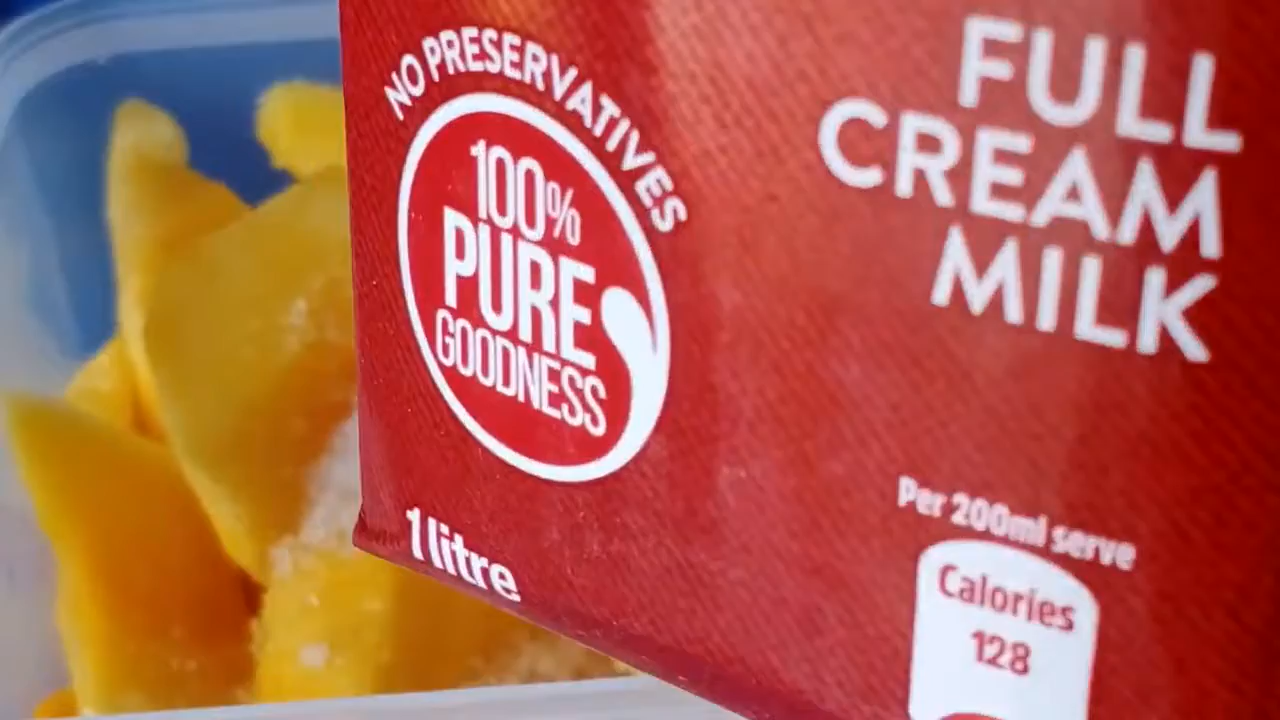 NO PRESERVATIVES
100%
PURE
GOODNESS
1 litre
FULL
CREAM
MILK
Per 200ml serve
Calories
128